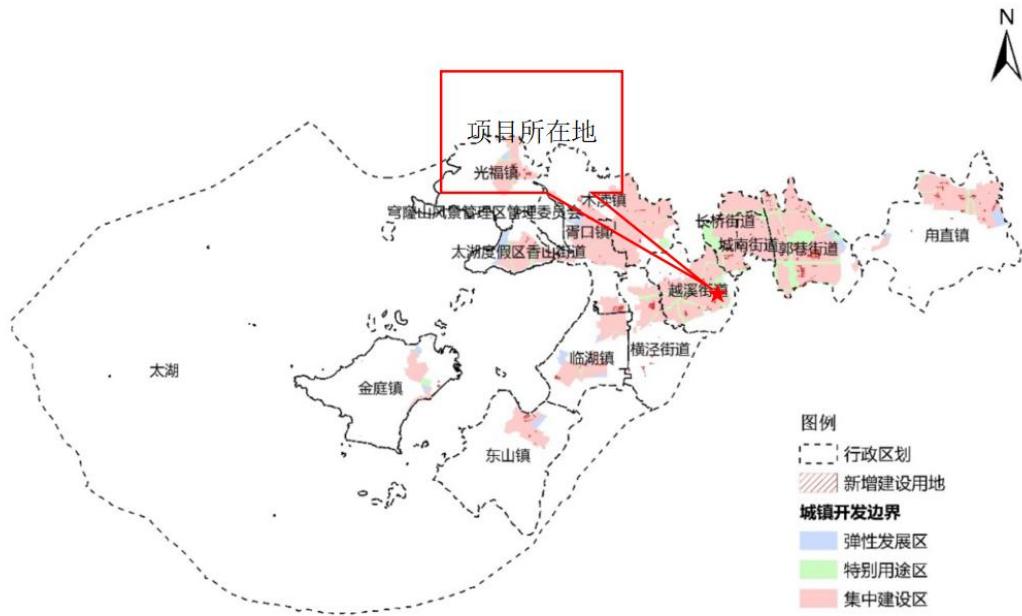 N
项目所在地
光福镇
木渎镇
穹窿山风景管理区管理委员会
胥口镇
长桥街道
城南街道
郭巷街道
甪直镇
太湖度假区香山街道
越溪街道
太湖
金庭镇
临湖镇
横泾街道
东山镇
图例
行政区划
新增建设用地
城镇开发边界
弹性发展区
特别用途区
集中建设区